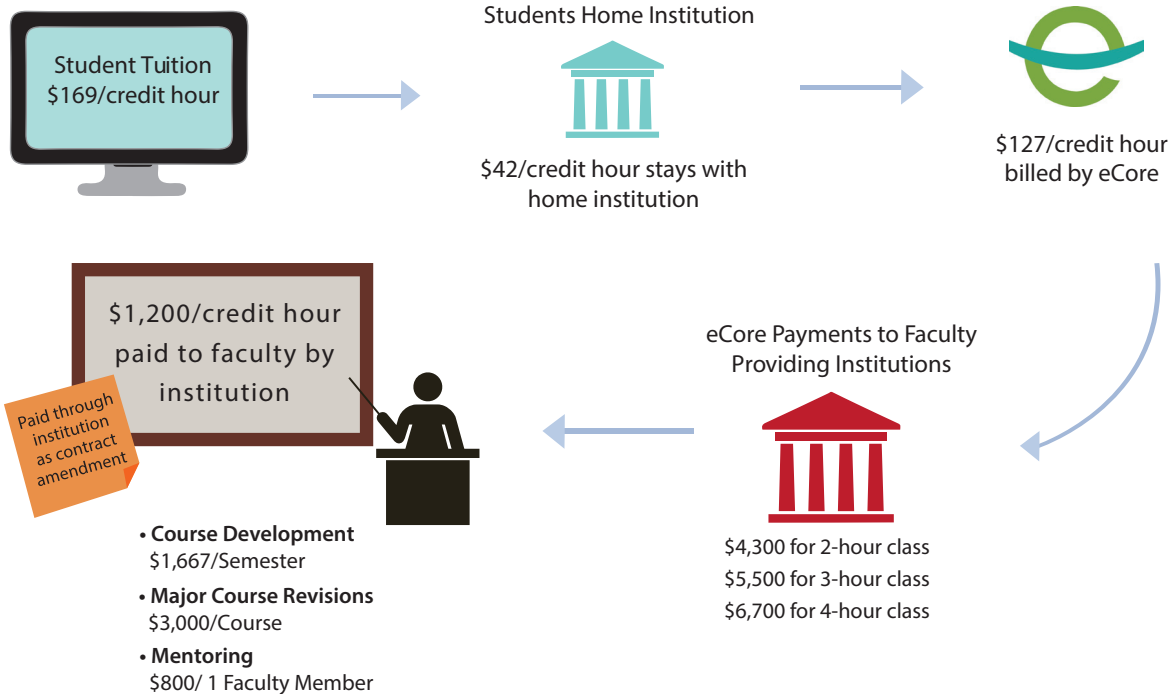 Student Tuition
$169/credit hour
Students Home Institution
$42/credit hour stays with
home institution
$127/credit hour
billed by eCore
eCore Payments to Faculty
Providing Institutions
$4,300 for 2-hour class
$5,500 for 3-hour class
$6,700 for 4-hour class
$1,200/credit hour
paid to faculty by
institution
Paid through
institution
as contract
amendment
• Course Development
$1,667/Semester
• Major Course Revisions
$3,000/Course
• Mentoring
$800/ 1 Faculty Member